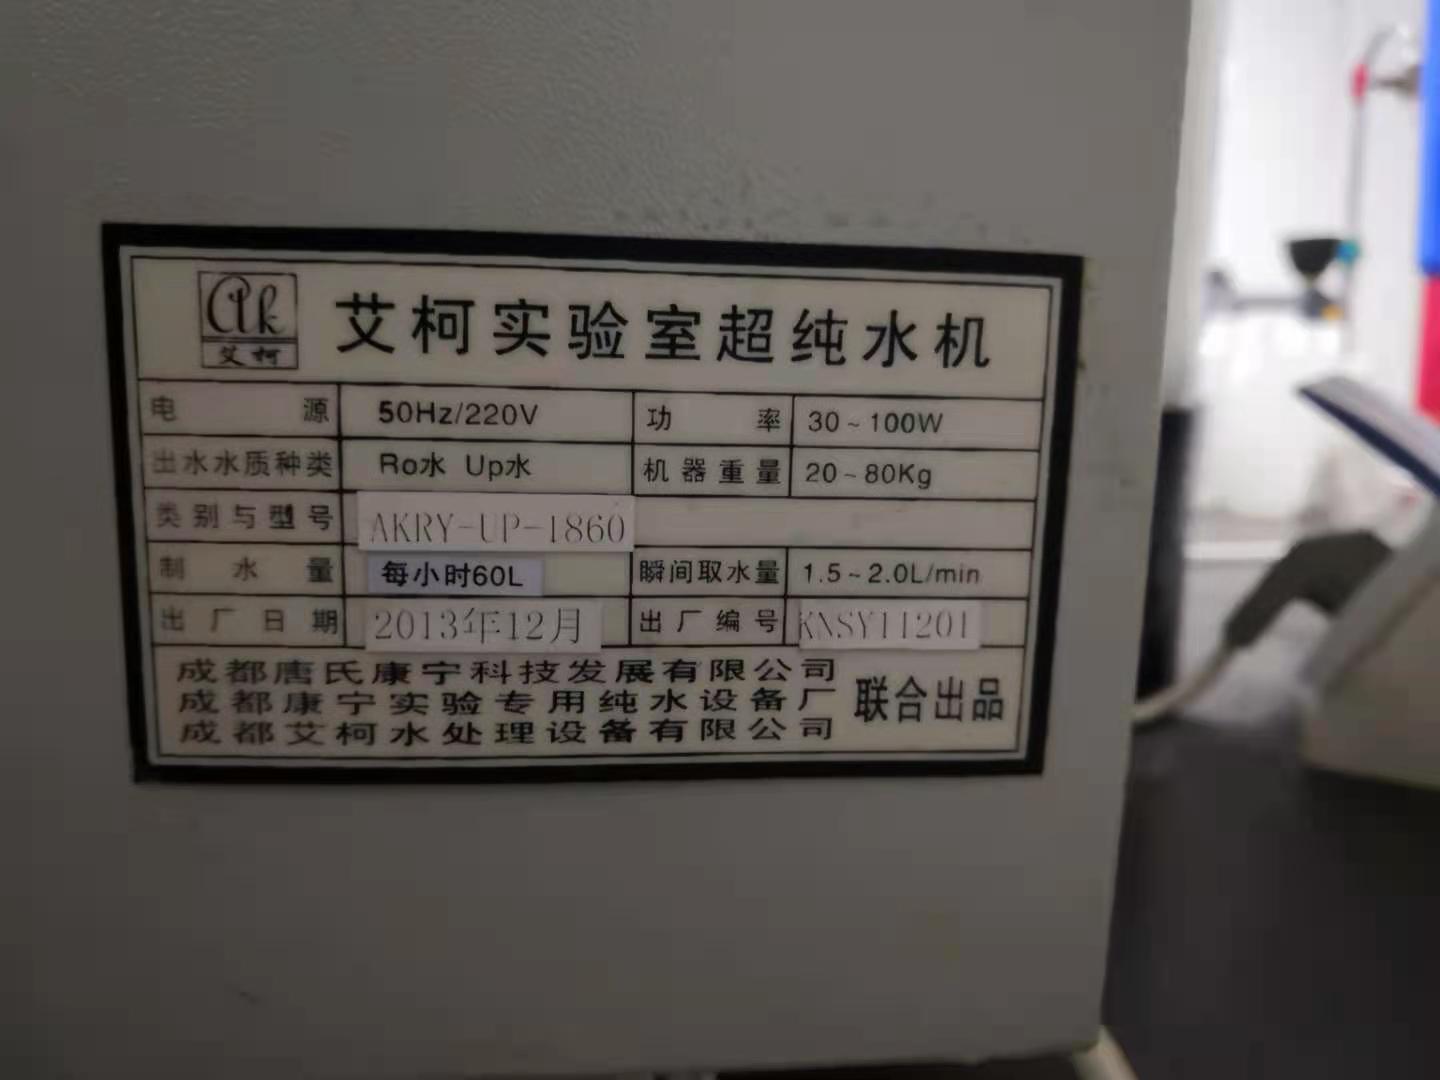 Ak
艾柯
艾柯实验室超纯水机
电源 50Hz/220V 功率 30~100W
出水水质种类 Ro水 Up水 机器重量 20~80Kg
类别与型号 AKRY-UP-1860
制水量 每小时60L 瞬间取水量 1.5~2.0L/min
出厂日期 2013年12月 出厂编号 KNSY11201
成都唐氏康宁科技发展有限公司
成都康宁实验专用纯水设备厂 联合出品
成都艾柯水处理设备有限公司